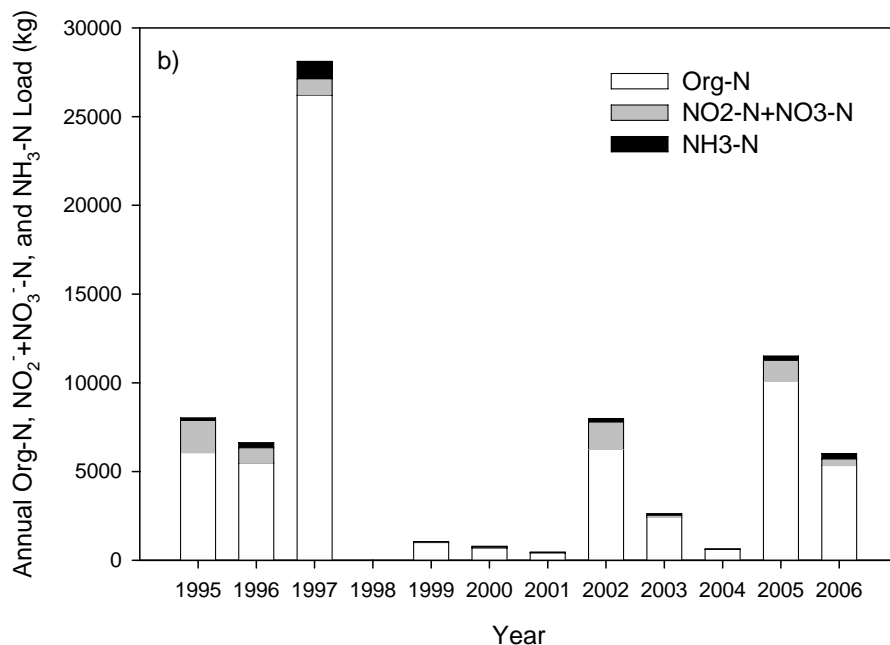 b)
Org-N
NO2-N+NO3-N
NH3-N
Annual Org-N, NO₂⁻+NO₃⁻-N, and NH₃-N Load (kg)
30000
25000
20000
15000
10000
5000
0
1995 1996 1997 1998 1999 2000 2001 2002 2003 2004 2005 2006
Year